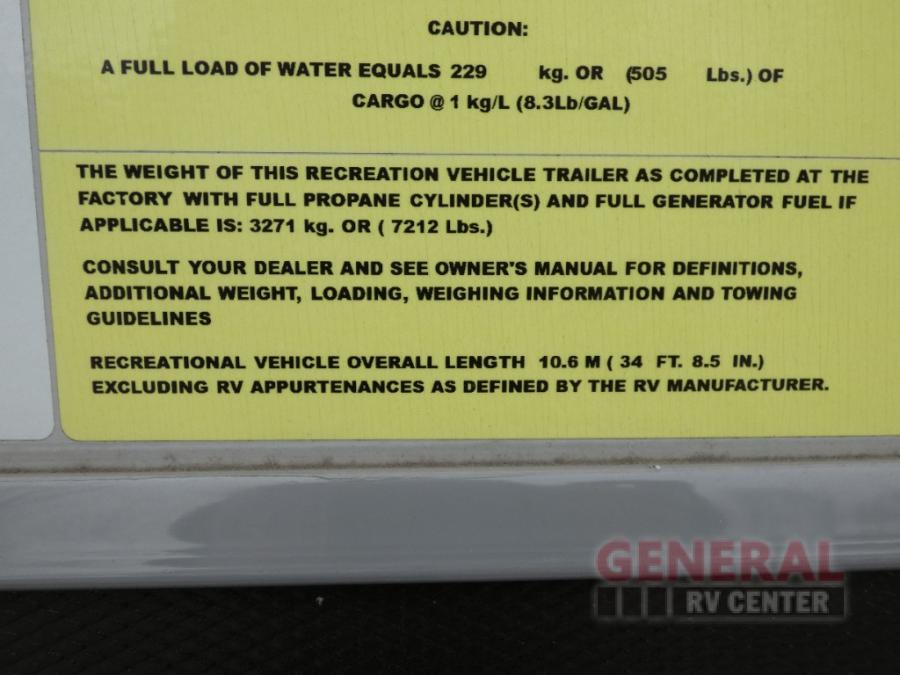 CAUTION:
A FULL LOAD OF WATER EQUALS 229 kg. OR (505 Lbs.) OF
CARGO @ 1 kg/L (8.3Lb/GAL)
THE WEIGHT OF THIS RECREATION VEHICLE TRAILER AS COMPLETED AT THE
FACTORY WITH FULL PROPANE CYLINDER(S) AND FULL GENERATOR FUEL IF
APPLICABLE IS: 3271 kg. OR ( 7212 Lbs.)
CONSULT YOUR DEALER AND SEE OWNER'S MANUAL FOR DEFINITIONS,
ADDITIONAL WEIGHT, LOADING, WEIGHING INFORMATION AND TOWING
GUIDELINES
RECREATIONAL VEHICLE OVERALL LENGTH 10.6 M ( 34 FT. 8.5 IN.)
EXCLUDING RV APPURTENANCES AS DEFINED BY THE RV MANUFACTURER.
GENERAL
RV CENTER